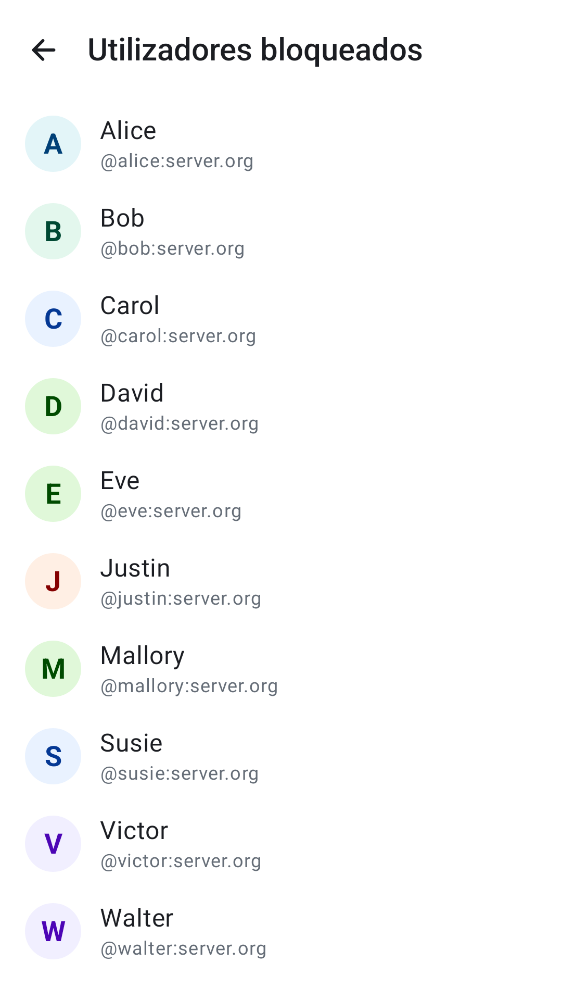 Utilizadores bloqueados
A
Alice
@alice:server.org
B
Bob
@bob:server.org
C
Carol
@carol:server.org
D
David
@david:server.org
E
Eve
@eve:server.org
J
Justin
@justin:server.org
M
Mallory
@mallory:server.org
S
Susie
@susie:server.org
V
Victor
@victor:server.org
W
Walter
@walter:server.org